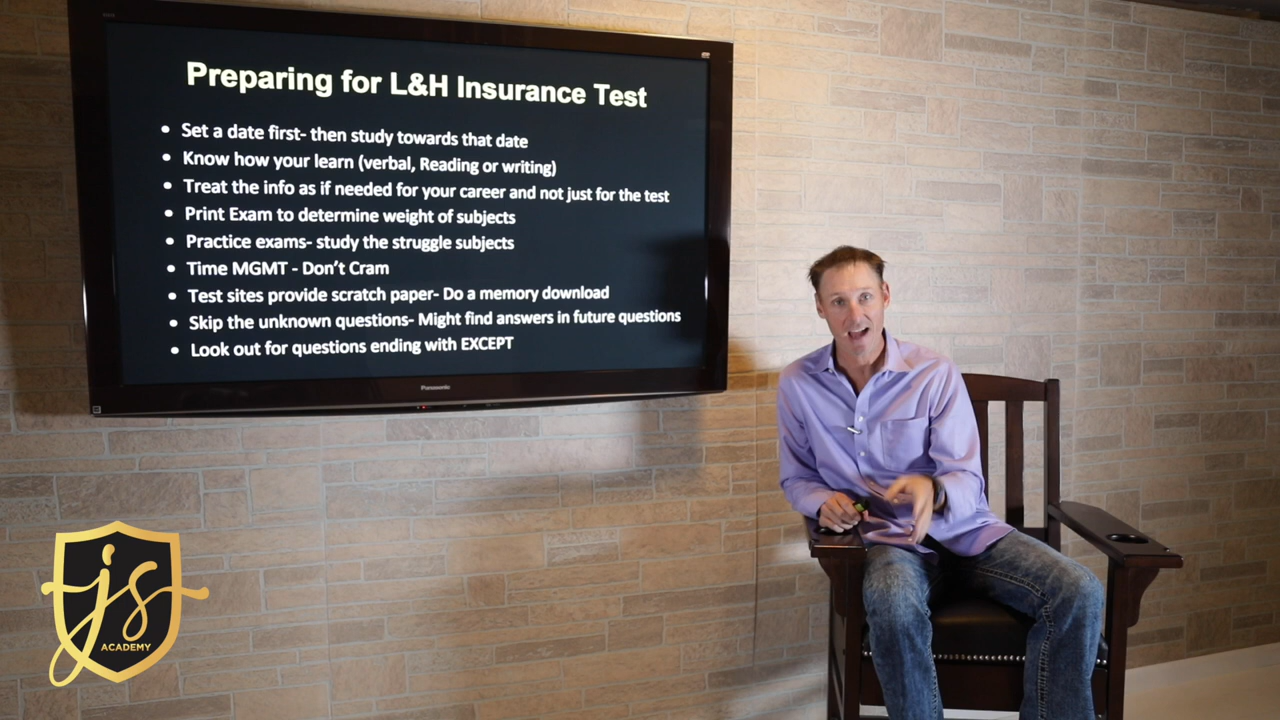 Preparing for L&H Insurance Test
• Set a date first- then study towards that date
• Know how your learn (verbal, Reading or writing)
• Treat the info as if needed for your career and not just for the test
• Print Exam to determine weight of subjects
• Practice exams- study the struggle subjects
• Time MGMT - Don't Cram
• Test sites provide scratch paper- Do a memory download
• Skip the unknown questions- Might find answers in future questions
• Look out for questions ending with EXCEPT
Panasonic
js
ACADEMY